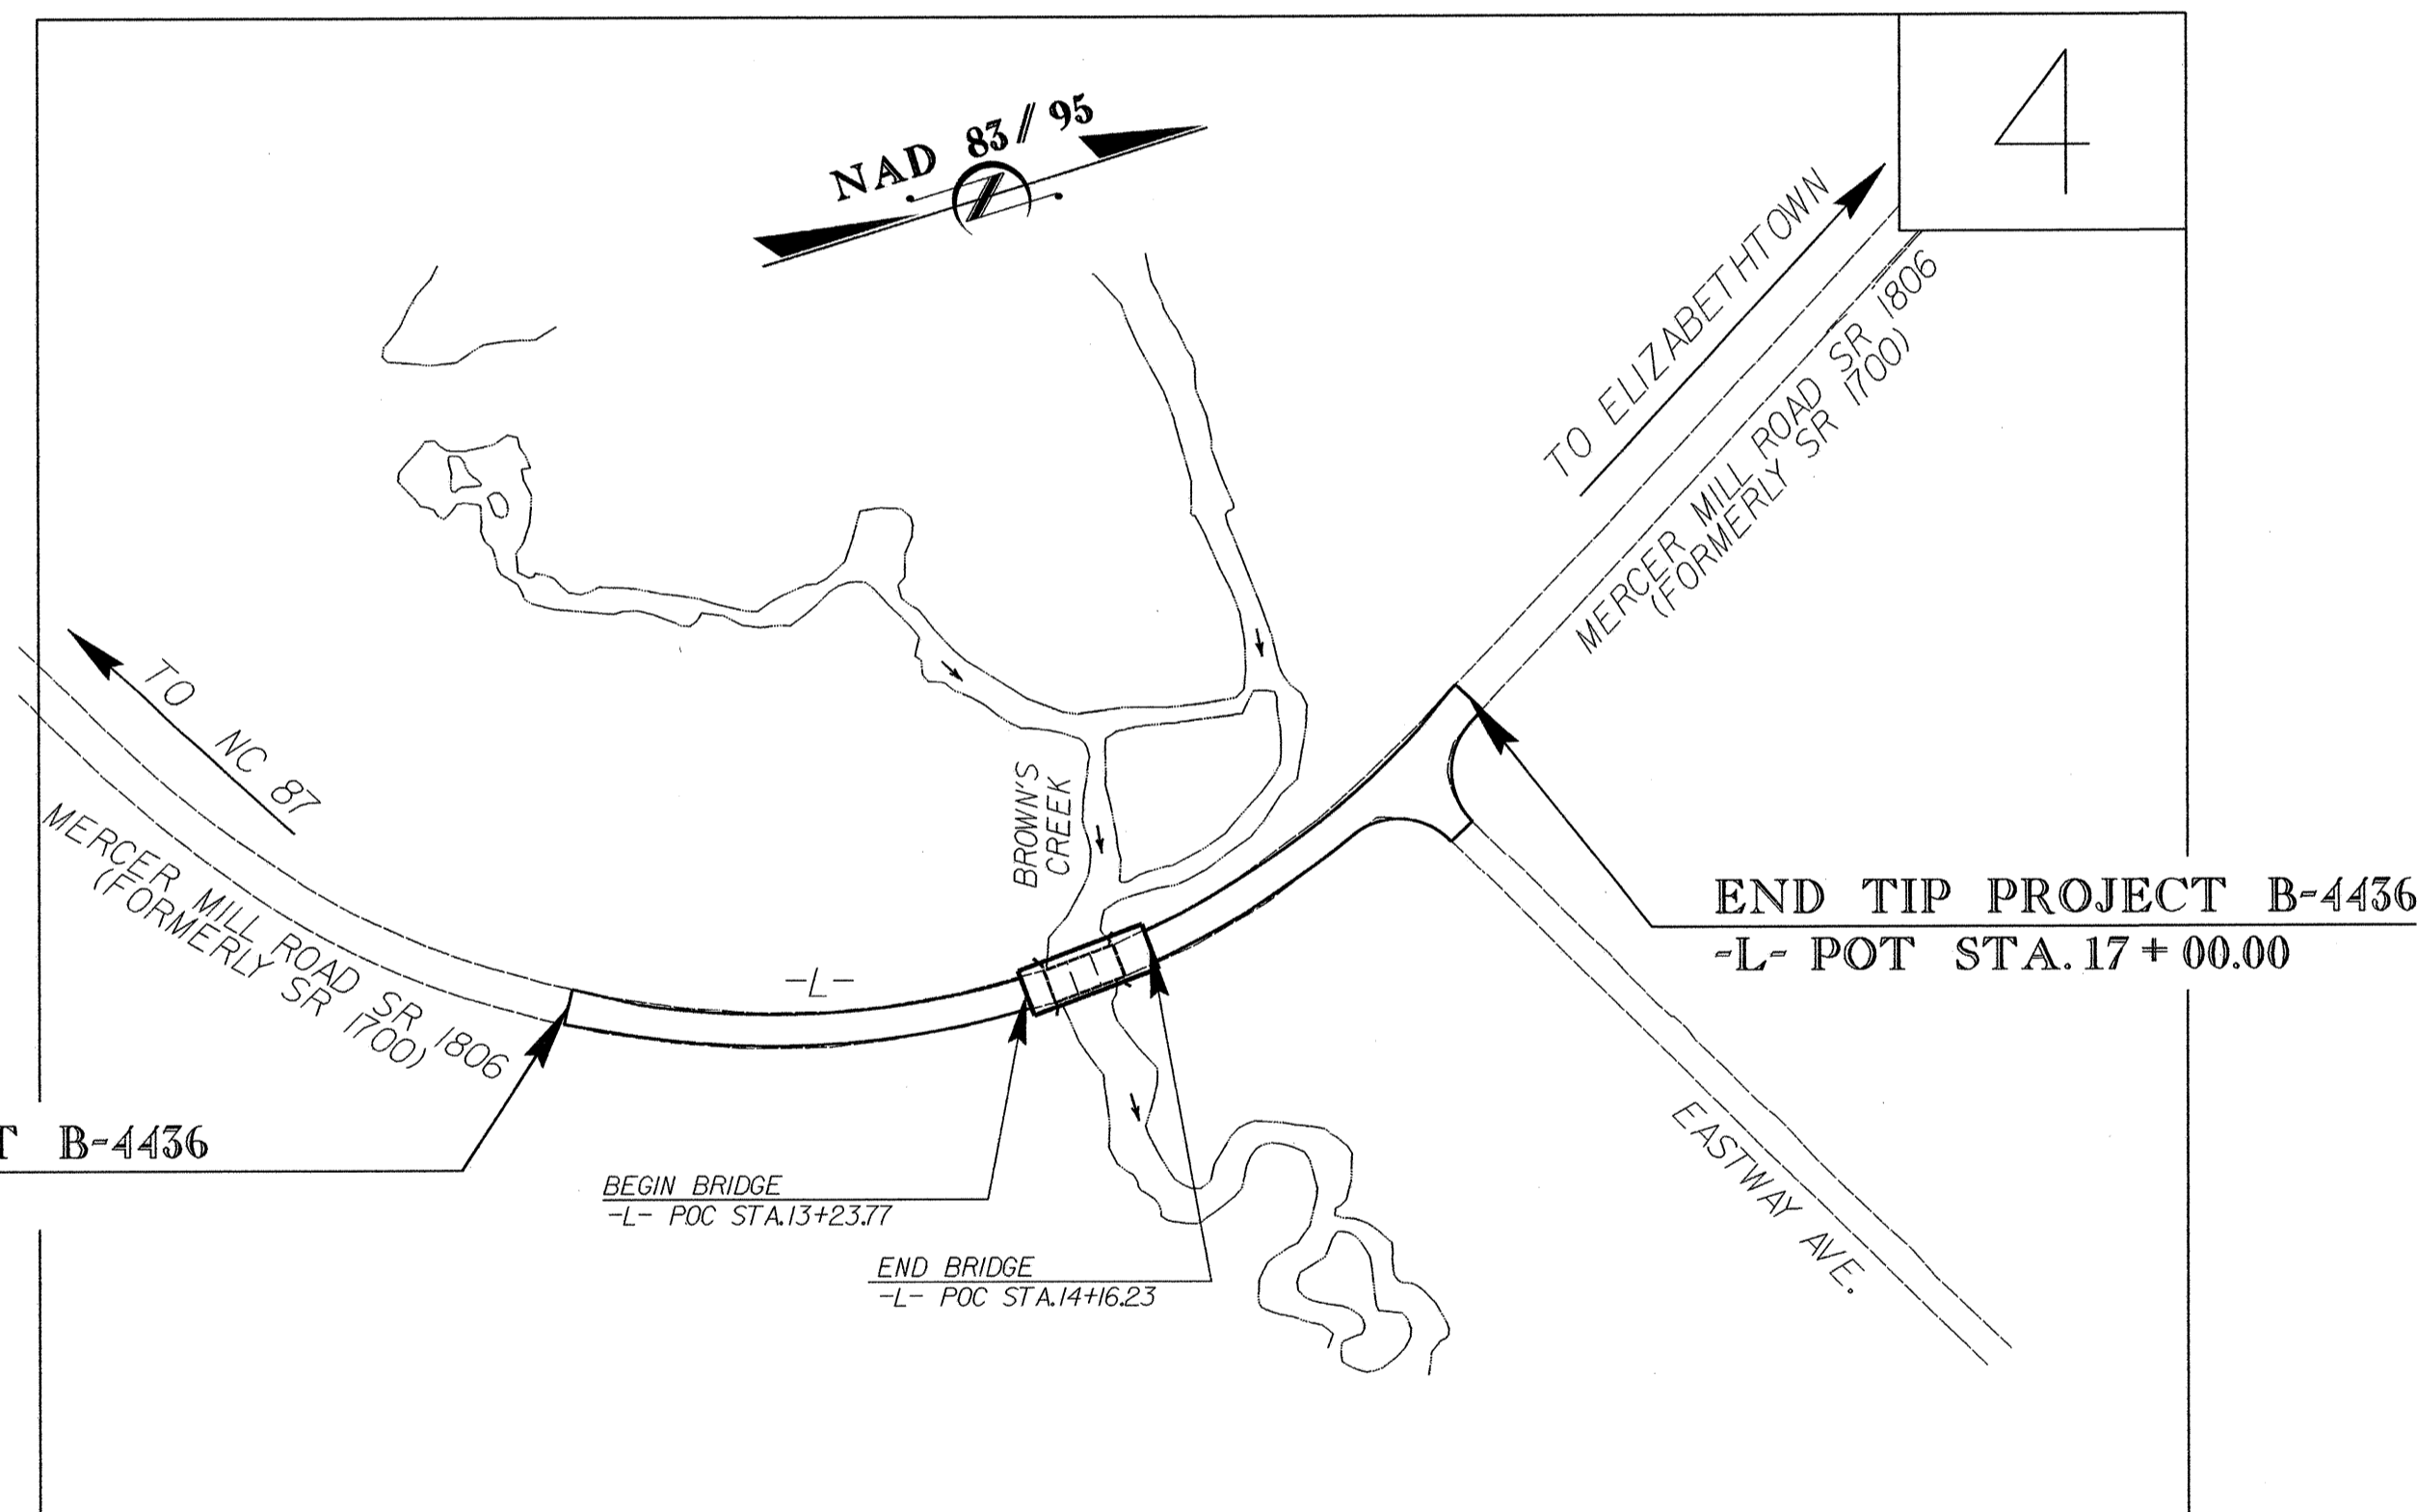 4
NAD 83/95
Z
TO ELIZABETHTOWN
MERCER MILL ROAD SR 1806
(FORMERLY SR 1700)
TO NC 87
MERCER MILL ROAD SR 1806
(FORMERLY SR 1700)
BROWN'S
CREEK
-L-
END TIP PROJECT B-4436
-L- POT STA. 17 + 00.00
T B-4436
BEGIN BRIDGE
-L- POC STA.13+23.77
END BRIDGE
-L- POC STA.14+16.23
EASTWAY AVE.